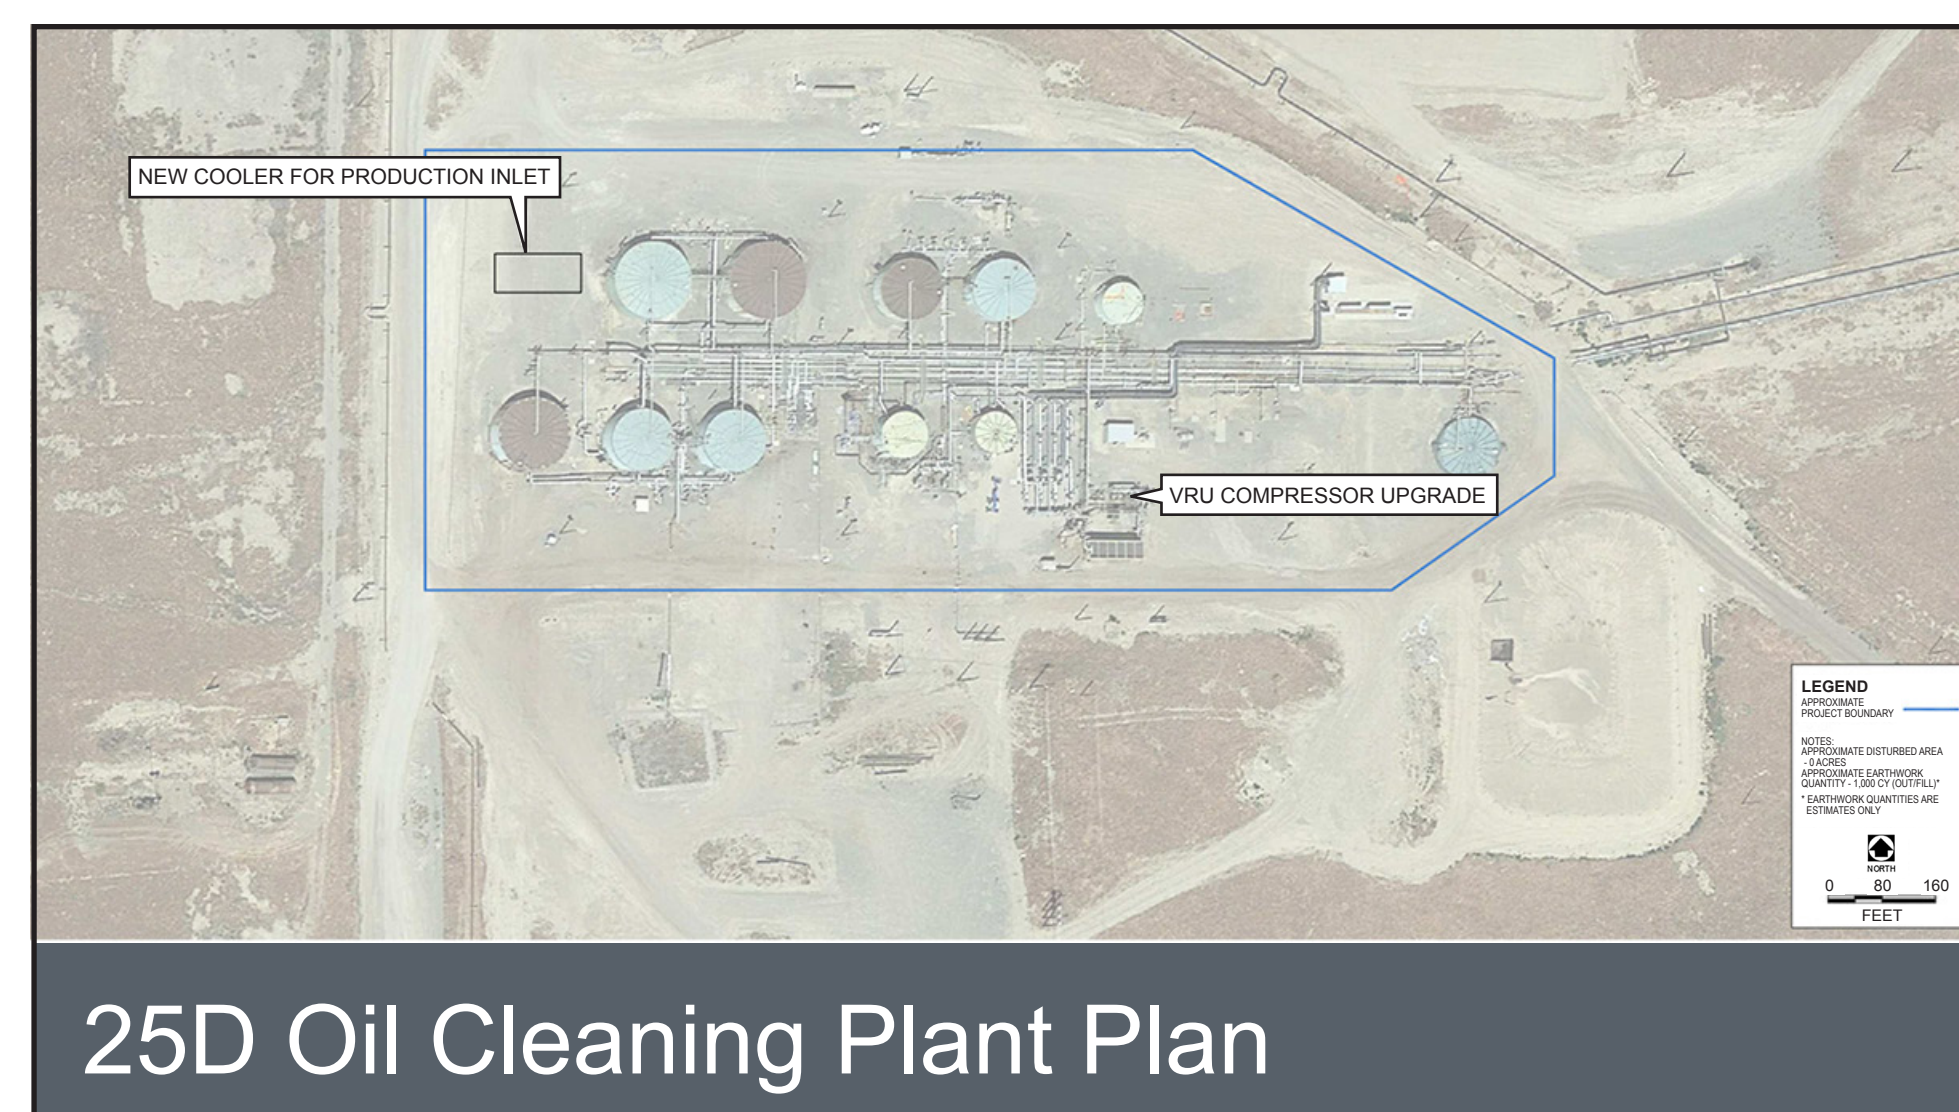 NEW COOLER FOR PRODUCTION INLET
VRU COMPRESSOR UPGRADE
LEGEND
APPROXIMATE
PROJECT BOUNDARY
NOTES:
APPROXIMATE DISTURBED AREA
- 0 ACRES
APPROXIMATE EARTHWORK
QUANTITY - 1,000 CY (OUT/FILL)*
* EARTHWORK QUANTITIES ARE
ESTIMATES ONLY
NORTH
0 80 160
FEET
25D Oil Cleaning Plant Plan